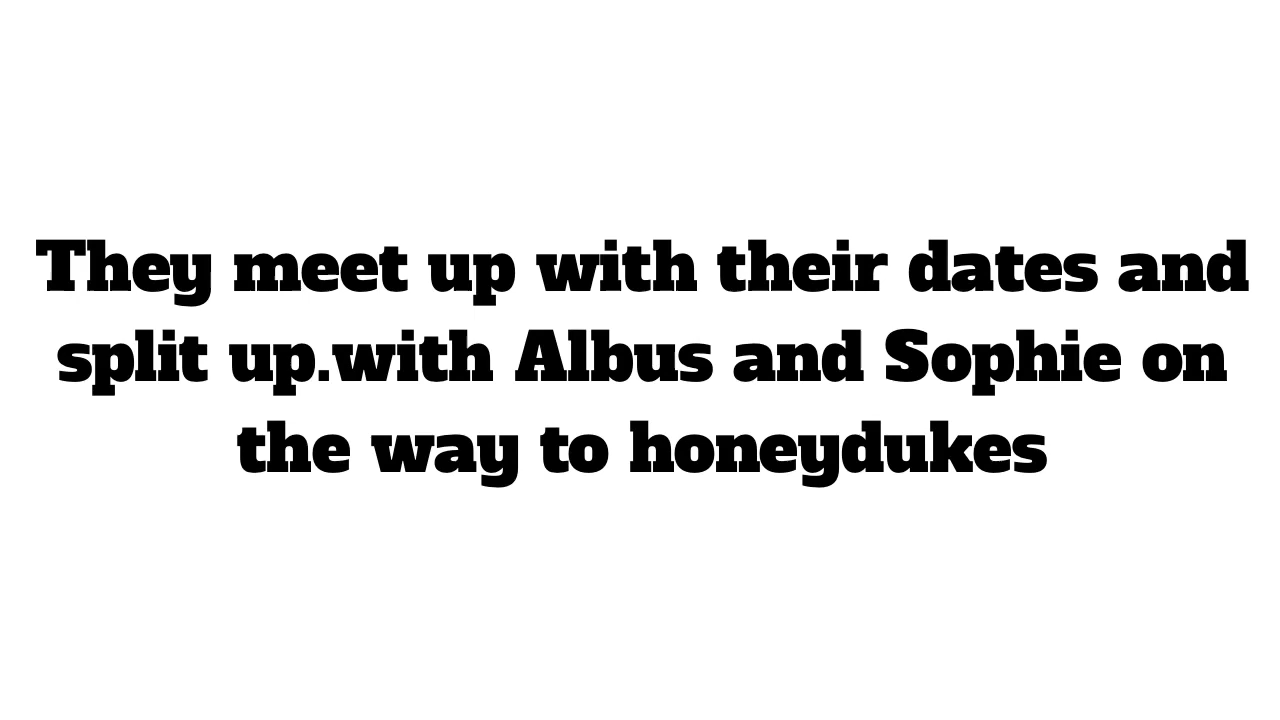 They meet up with their dates and
split up.with Albus and Sophie on
the way to honeydukes